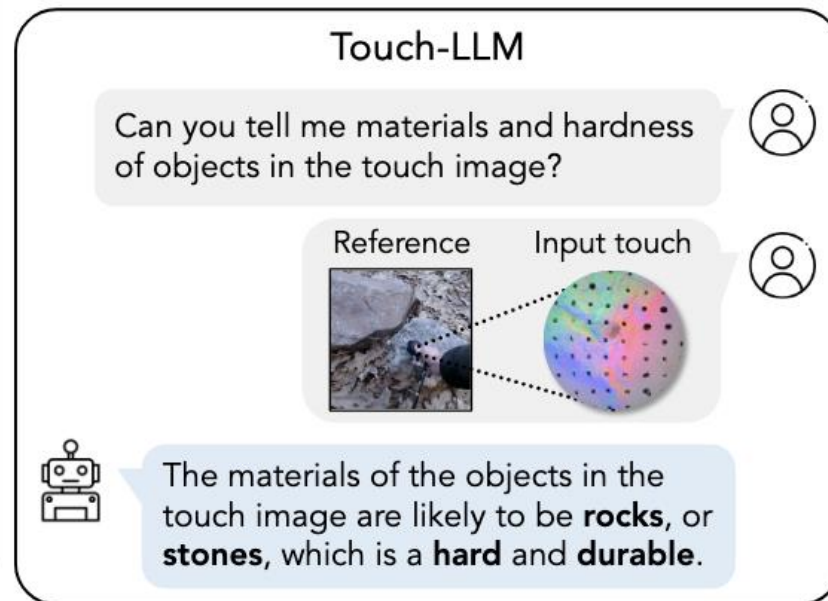 Touch-LLM
Can you tell me materials and hardness
of objects in the touch image?
Reference Input touch
The materials of the objects in the
touch image are likely to be rocks, or
stones, which is a hard and durable.